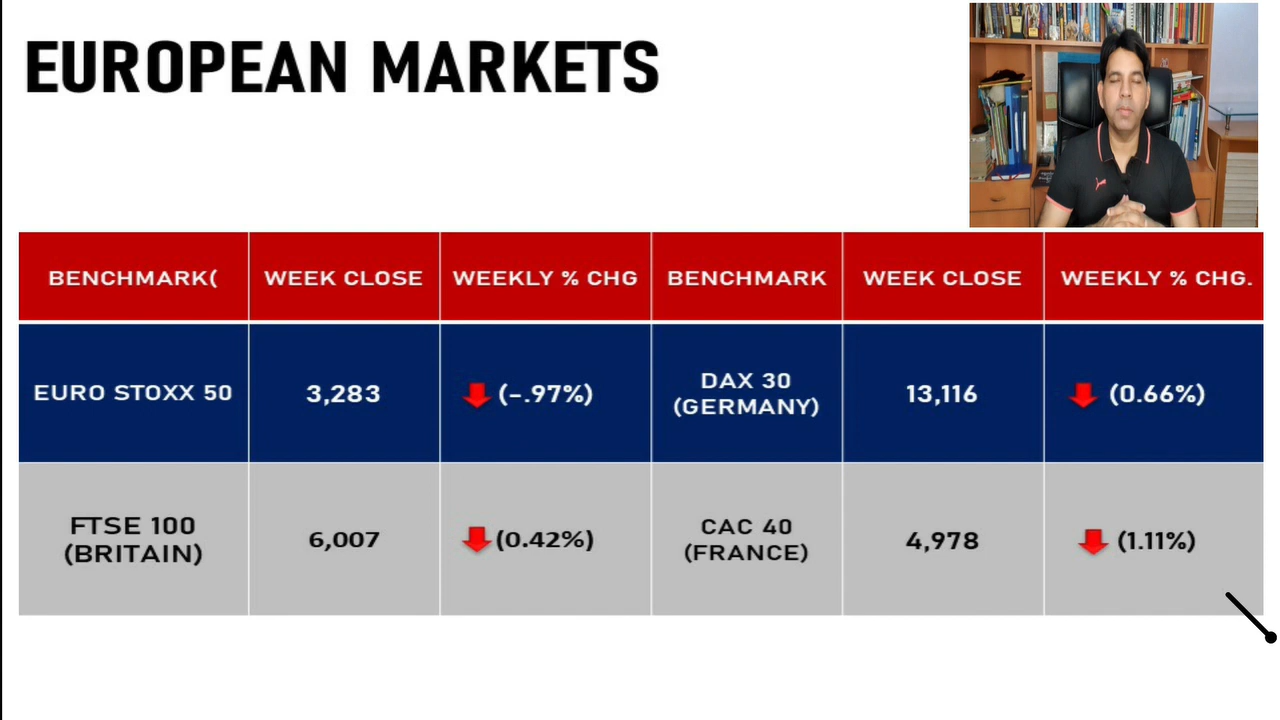 EUROPEAN MARKETS
BENCHMARK( WEEK CLOSE WEEKLY % CHG BENCHMARK WEEK CLOSE WEEKLY % CHG.
EURO STOXX 50 3,283 (-.97%) DAX 30
(GERMANY) 13,116 (0.66%)
FTSE 100
(BRITAIN) 6,007 (0.42%) CAC 40
(FRANCE) 4,978 (1.11%)